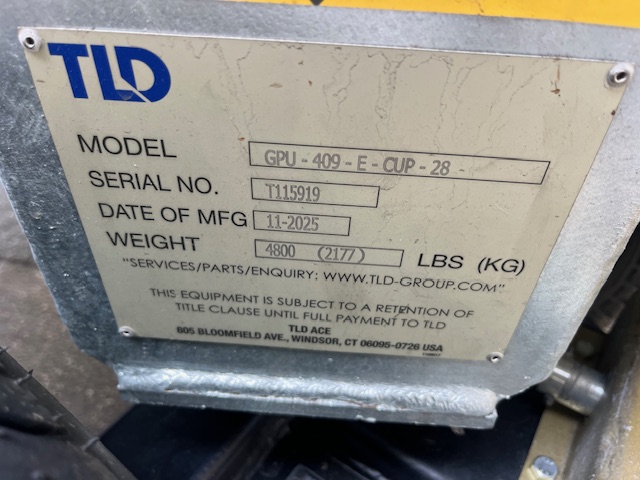 TLD
MODEL GPU - 409 - E - CUP - 28 -
SERIAL NO. T115919
DATE OF MFG 11-2025
WEIGHT 4800 (2177) LBS (KG)
"SERVICES/PARTS/ENQUIRY: WWW.TLD-GROUP.COM"
THIS EQUIPMENT IS SUBJECT TO A RETENTION OF
TITLE CLAUSE UNTIL FULL PAYMENT TO TLD
TLD ACE
805 BLOOMFIELD AVE., WINDSOR, CT 06095-0726 USA